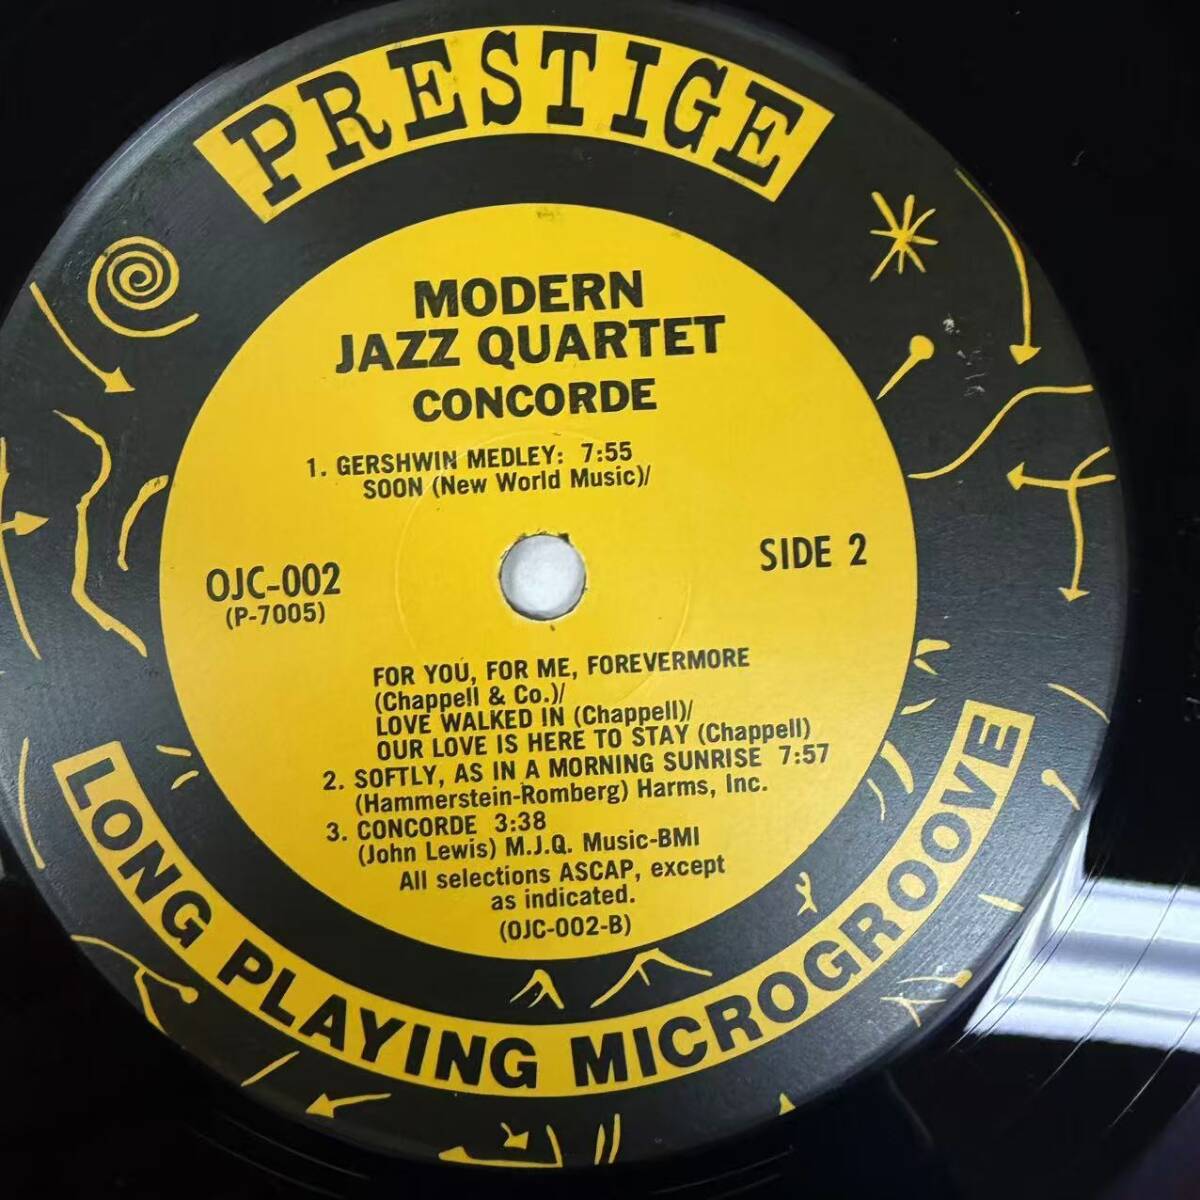 PRESTIGE
MODERN
JAZZ QUARTET
CONCORDE
1. GERSHWIN MEDLEY: 7:55
SOON (New World Music)/
OJC-002
(P-7005)
SIDE 2
FOR YOU, FOR ME, FOREVERMORE
(Chappell & Co.)/
LOVE WALKED IN (Chappell)/
OUR LOVE IS HERE TO STAY (Chappell)
2. SOFTLY, AS IN A MORNING SUNRISE 7:57
(Hammerstein-Romberg) Harms, Inc.
3. CONCORDE 3:38
(John Lewis) M.J.Q. Music-BMI
All selections ASCAP, except
as indicated.
(OJC-002-B)
LONG PLAYING MICROGROOVE